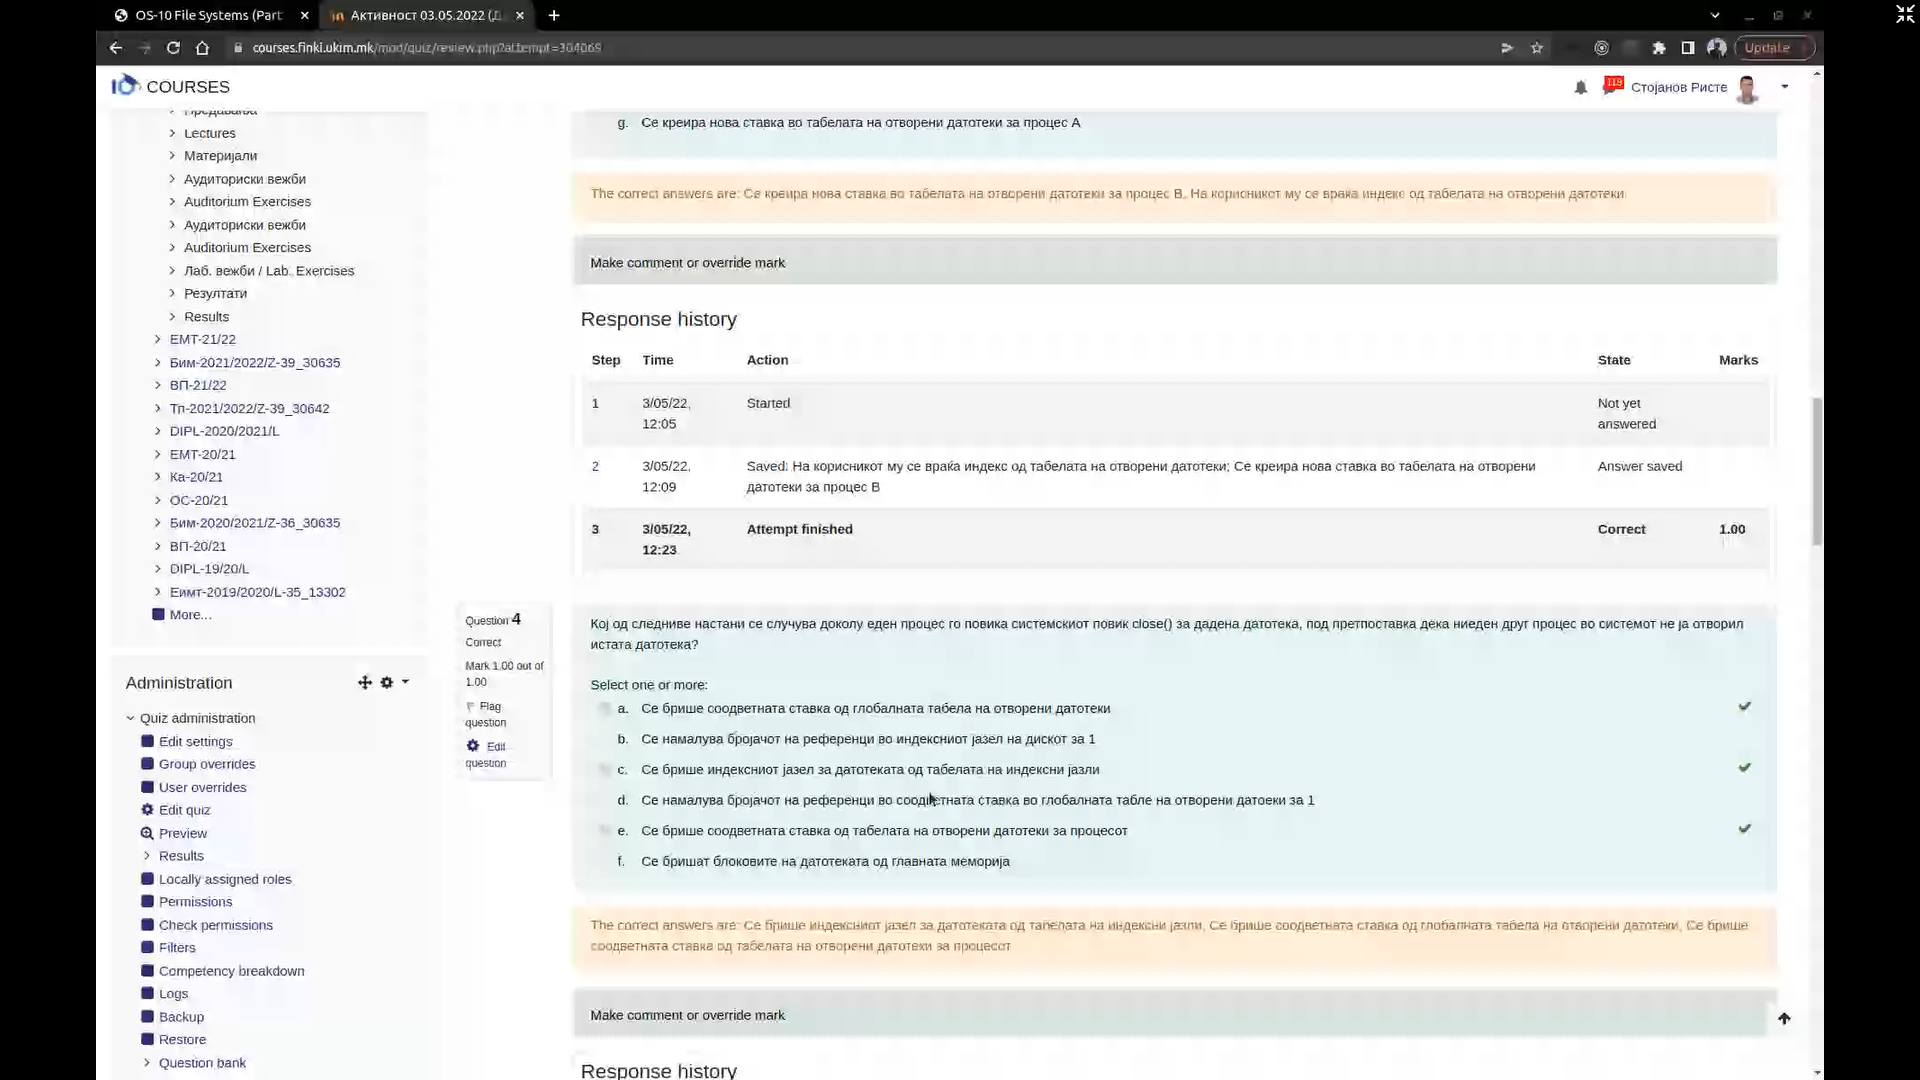 OS-10 File Systems (Part
Активност 03.05.2022 (Д
courses.finki.ukim.mk/mod/quiz/review.php?attempt=304069
Update
COURSES
119
Стојанов Ристе
Предавања
Lectures
Материјали
Аудиториски вежби
Auditorium Exercises
Аудиториски вежби
Auditorium Exercises
Лаб. вежби / Lab. Exercises
Резултати
Results
ЕМТ-21/22
Бим-2021/2022/Z-39_30635
ВП-21/22
Тп-2021/2022/Z-39_30642
DIPL-2020/2021/L
ЕМТ-20/21
Ка-20/21
ОС-20/21
Бим-2020/2021/Z-36_30635
ВП-20/21
DIPL-19/20/L
Еимт-2019/2020/L-35_13302
More...
Administration
Quiz administration
Edit settings
Group overrides
User overrides
Edit quiz
Preview
Results
Locally assigned roles
Permissions
Check permissions
Filters
Competency breakdown
Logs
Backup
Restore
Question bank
g. Се креира нова ставка во табелата на отворени датотеки за процес А
The correct answers are: Се креира нова ставка во табелата на отворени датотеки за процес В, На корисникот му се враќа индекс од табелата на отворени датотеки
Make comment or override mark
Response history
Step Time Action State Marks
1 3/05/22, Started Not yet
12:05 answered
2 3/05/22, Saved: На корисникот му се враќа индекс од табелата на отворени датотеки; Се креира нова ставка во табелата на отворени Answer saved
12:09 датотеки за процес В
3 3/05/22, Attempt finished Correct 1.00
12:23
Question 4
Correct
Mark 1.00 out of
1.00
Flag
question
Edit
question
Кој од следниве настани се случува доколу еден процес го повика системскиот повик close() за дадена датотека, под претпоставка дека ниеден друг процес во системот не ја отворил
истата датотека?
Select one or more:
a. Се брише соодветната ставка од глобалната табела на отворени датотеки
b. Се намалува бројачот на референци во индексниот јазел на дискот за 1
c. Се брише индексниот јазел за датотеката од табелата на индексни јазли
d. Се намалува бројачот на референци во соодветната ставка во глобалната табле на отворени датоеки за 1
e. Се брише соодветната ставка од табелата на отворени датотеки за процесот
f. Се бришат блоковите на датотеката од главната меморија
The correct answers are: Се брише индексниот јазел за датотеката од табелата на индексни јазли, Се брише соодветната ставка од глобалната табела на отворени датотеки, Се брише
соодветната ставка од табелата на отворени датотеки за процесот
Make comment or override mark
Response history